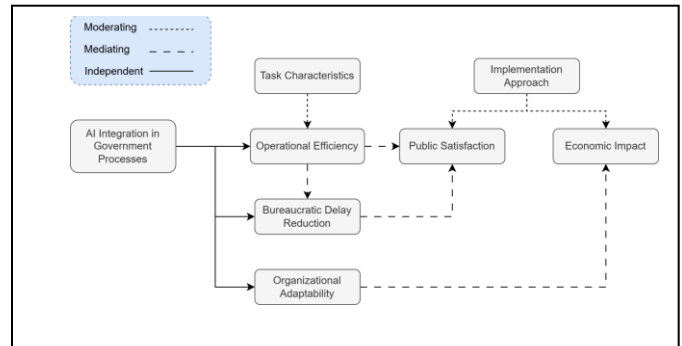 Moderating
Mediating
Independent
Task Characteristics
Implementation
Approach
AI Integration in
Government
Processes
Operational Efficiency
Public Satisfaction
Economic Impact
Bureaucratic Delay
Reduction
Organizational
Adaptability